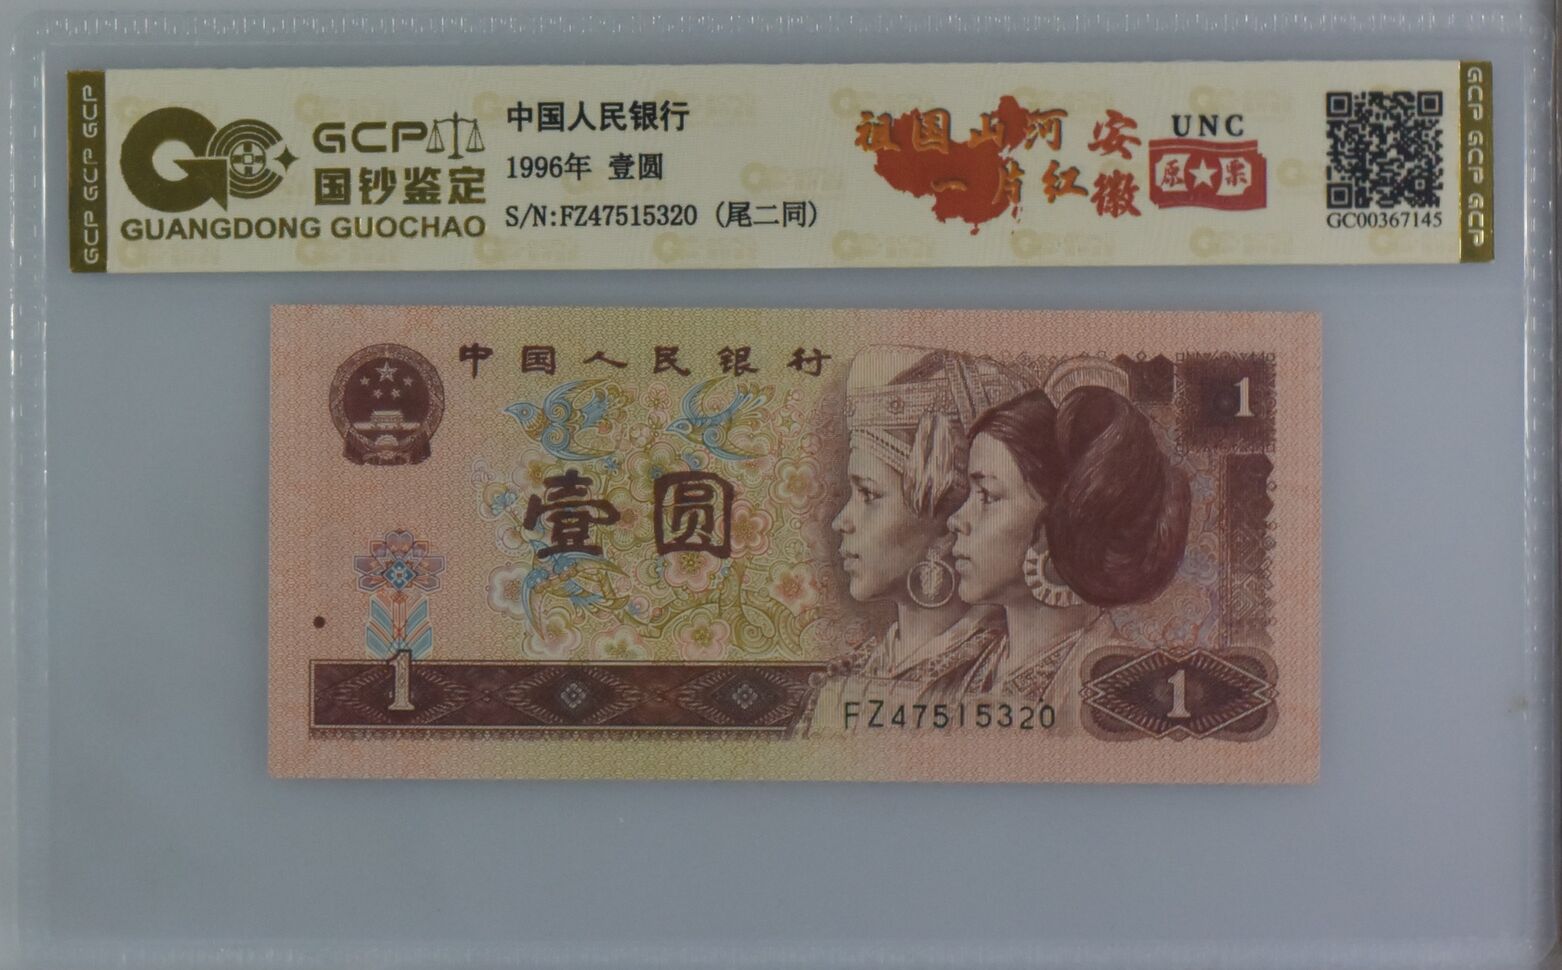 GCP GCP GCP
GCP
国钞鉴定
GUANGDONG GUOCHAO
中国人民银行
1996年 壹圆
S/N:FZ47515320 (尾二同)
祖国山河
一片红
安徽
UNC
原票
GC00367145
GCP GCP GCP
中国人民银行
1
壹圆
1
FZ47515320
1